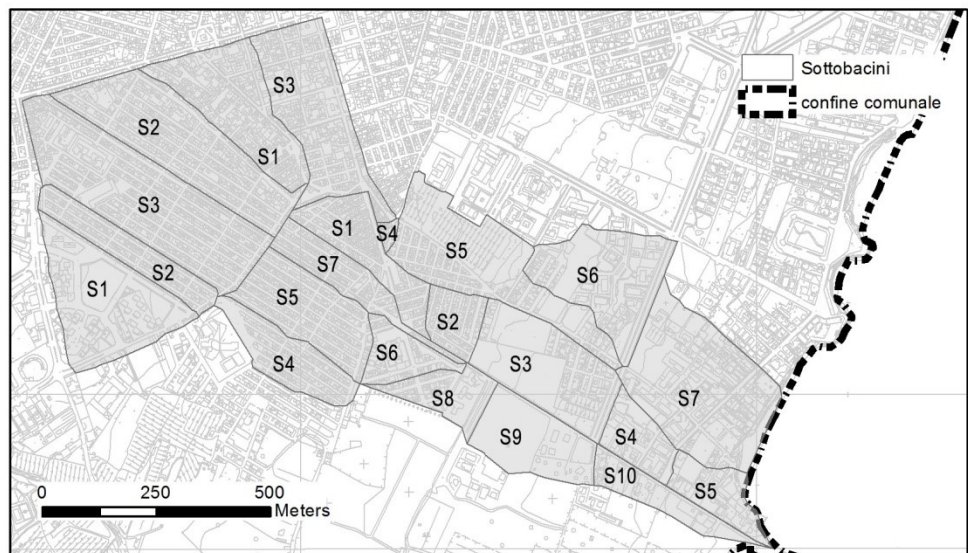 S3
Sottobacini
confine comunale
S2
S1
S3
S1
S4
S5
S6
S7
S2
S1
S5
S2
S6
S3
S4
S8
S7
S4
S9
S10
S5
0 250 500
Meters